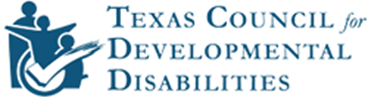 Texas Council for
Developmental
Disabilities